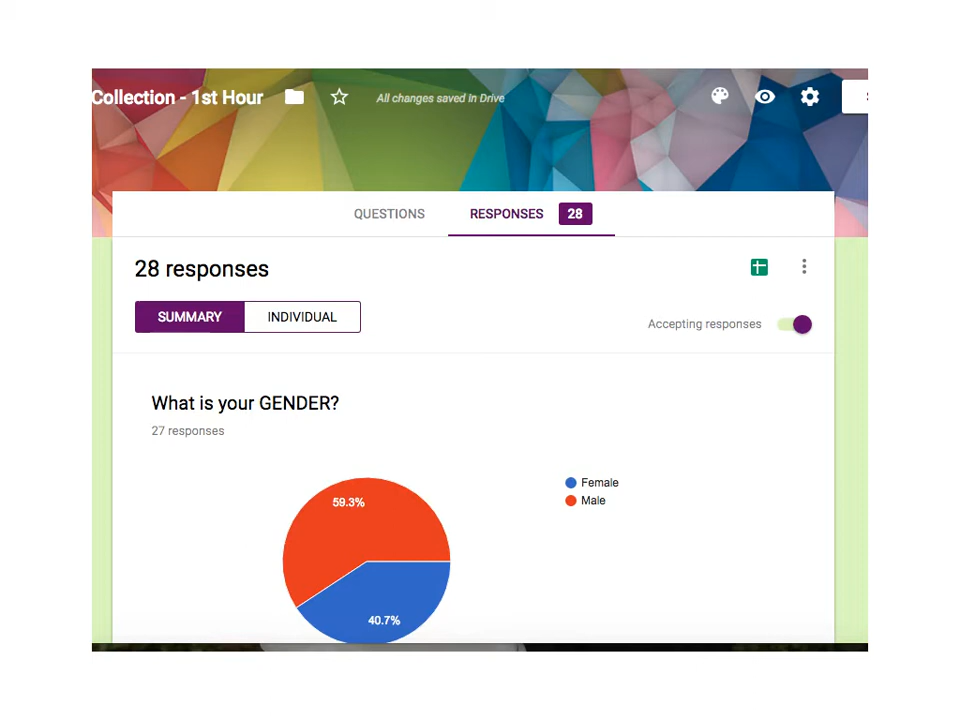 Collection - 1st Hour
All changes saved in Drive
QUESTIONS
RESPONSES 28
28 responses
SUMMARY
INDIVIDUAL
Accepting responses
What is your GENDER?
27 responses
Female
Male
59.3%
40.7%